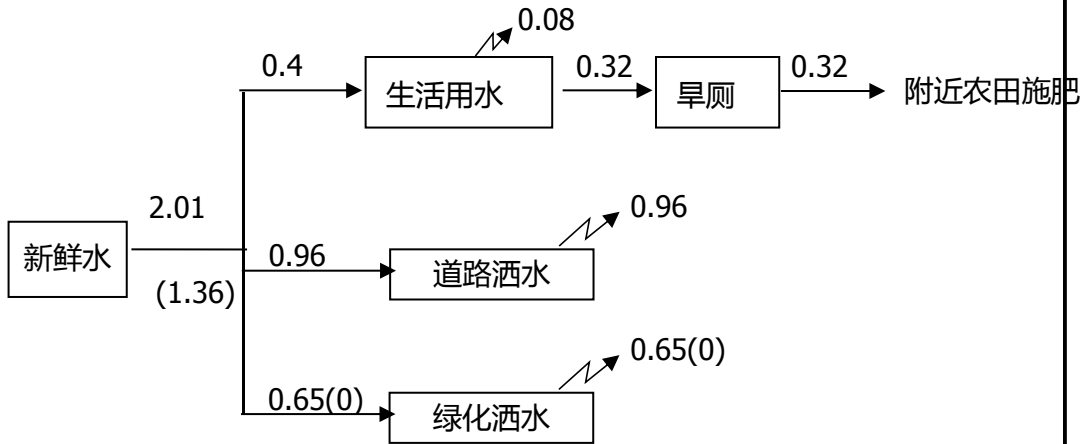 0.08
0.4
生活用水
0.32
旱厕
0.32
附近农田施肥
新鲜水
2.01
(1.36)
0.96
道路洒水
0.96
0.65(0)
绿化洒水
0.65(0)